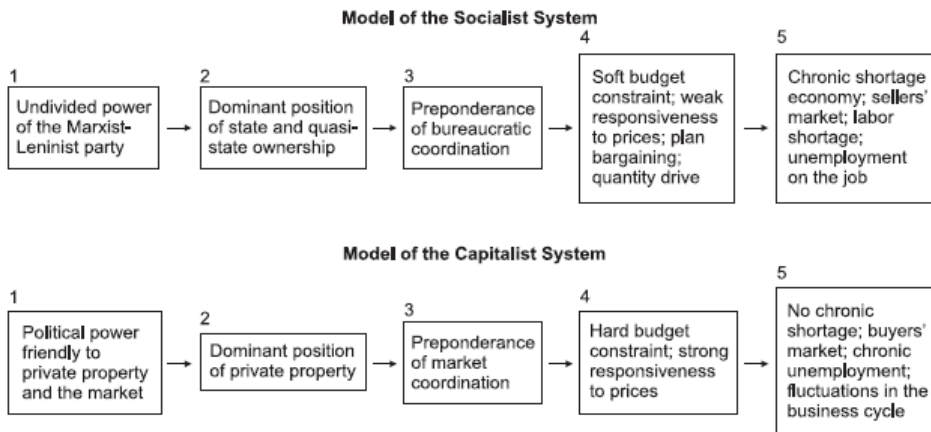 Model of the Socialist System
1
Undivided power
of the Marxist-
Leninist party
2
Dominant position
of state and quasi-
state ownership
3
Preponderance
of bureaucratic
coordination
4
Soft budget
constraint; weak
responsiveness
to prices; plan
bargaining;
quantity drive
5
Chronic shortage
economy; sellers'
market; labor
shortage;
unemployment
on the job
Model of the Capitalist System
1
Political power
friendly to
private property
and the market
2
Dominant position
of private property
3
Preponderance
of market
coordination
4
Hard budget
constraint; strong
responsiveness
to prices
5
No chronic
shortage; buyers'
market; chronic
unemployment;
fluctuations in the
business cycle